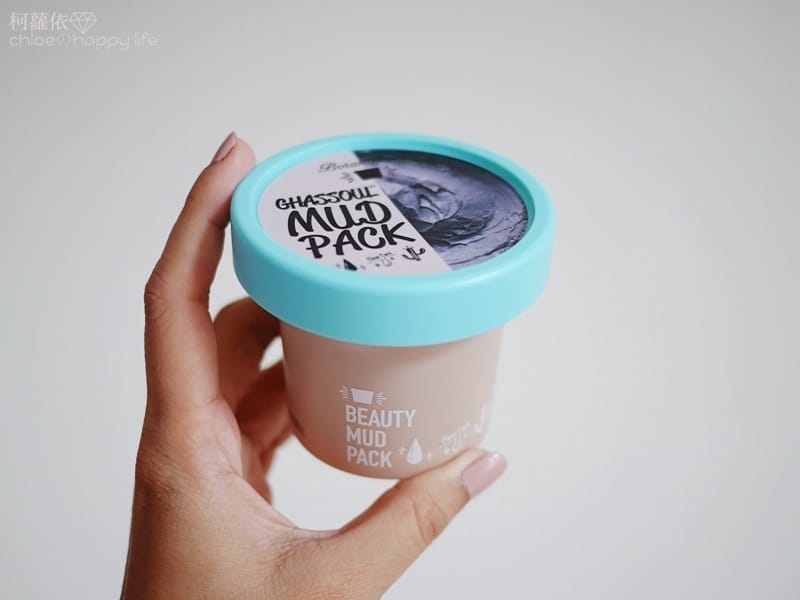 柯蘿依
chloeのhappy life
GHASSOUL
MUD
PACK
BEAUTY
MUD
PACK